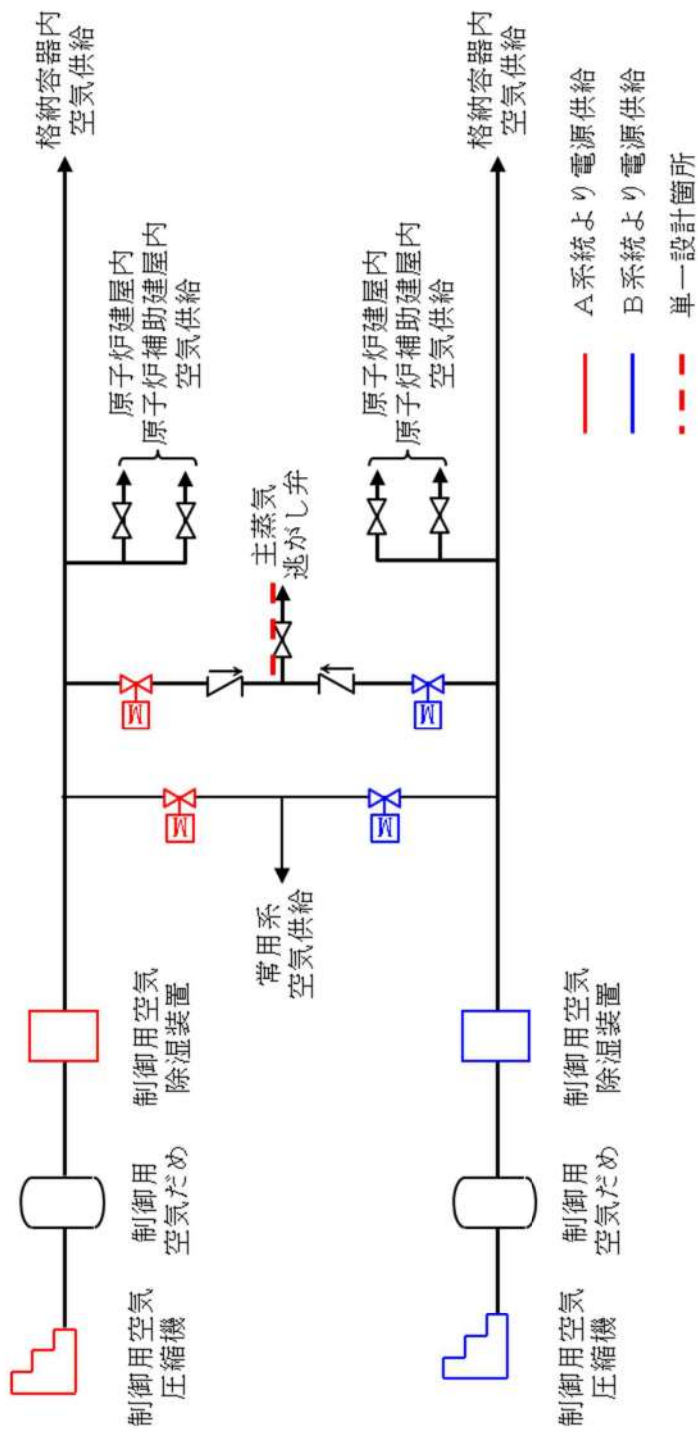 制御用空気
圧縮機
制御用
空気だめ
制御用空気
除湿装置
常用系
空気供給
M
M
主蒸気
逃がし弁
原子炉建屋内
原子炉補助建屋内
空気供給
格納容器内
空気供給
M
M
制御用空気
圧縮機
制御用
空気だめ
制御用空気
除湿装置
原子炉建屋内
原子炉補助建屋内
空気供給
格納容器内
空気供給
A系統より電源供給
B系統より電源供給
単一設計箇所